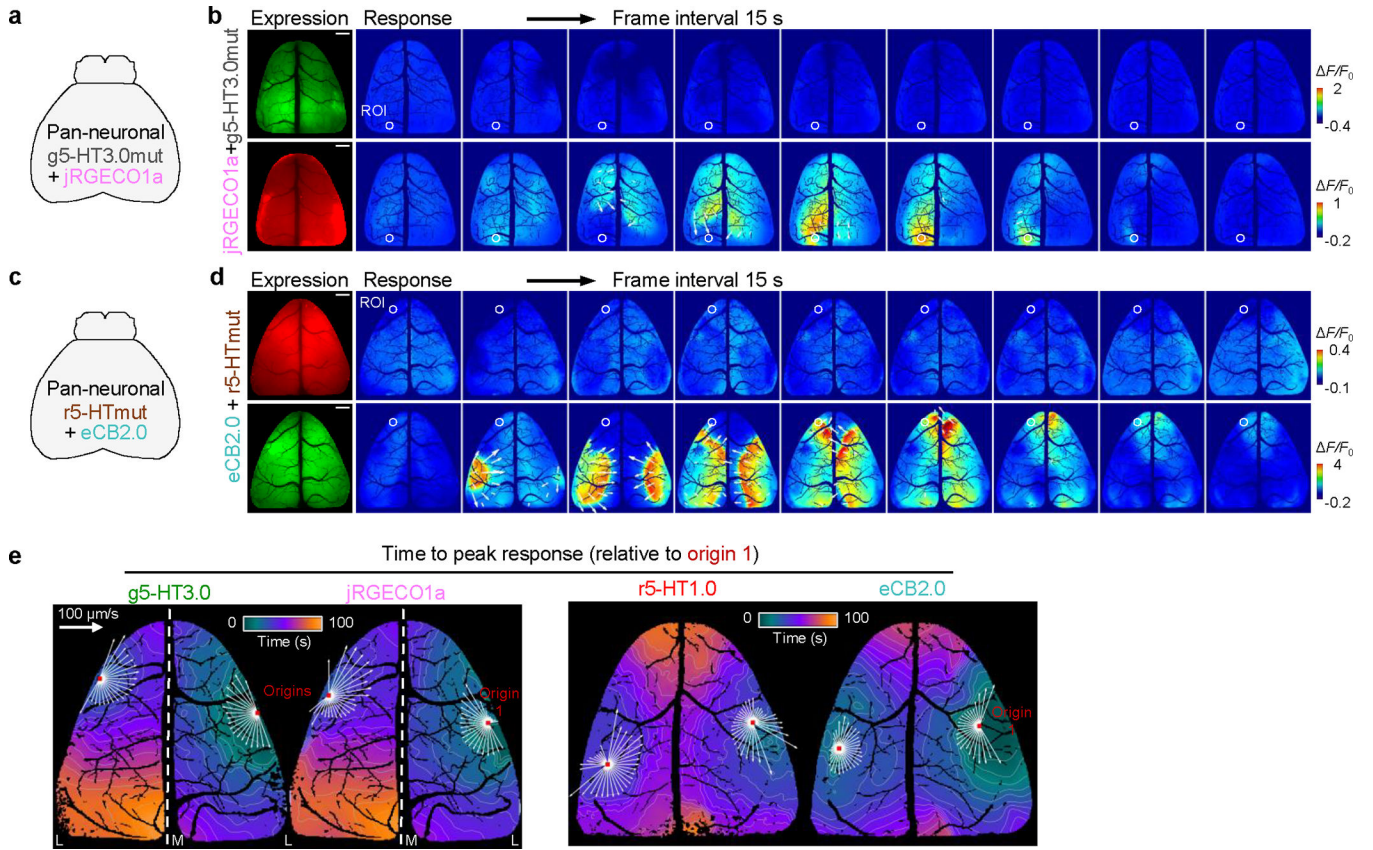 a
Pan-neuronal
g5-HT3.0mut
+ jRGECO1a
b
Expression
Response
Frame interval 15 s
jRGECO1a+g5-HT3.0mut
ROI
ΔF/F0
2
-0.4
ΔF/F0
1
-0.2
c
Pan-neuronal
r5-HTmut
+ eCB2.0
d
Expression
Response
Frame interval 15 s
eCB2.0 + r5-HTmut
ROI
ΔF/F0
0.4
-0.1
ΔF/F0
4
-0.2
e
Time to peak response (relative to origin 1)
g5-HT3.0
jRGECO1a
r5-HT1.0
eCB2.0
100 µm/s
0
100
Time (s)
Origins
Origin
1
L
M
L
M
L
0
100
Time (s)
Origin
1